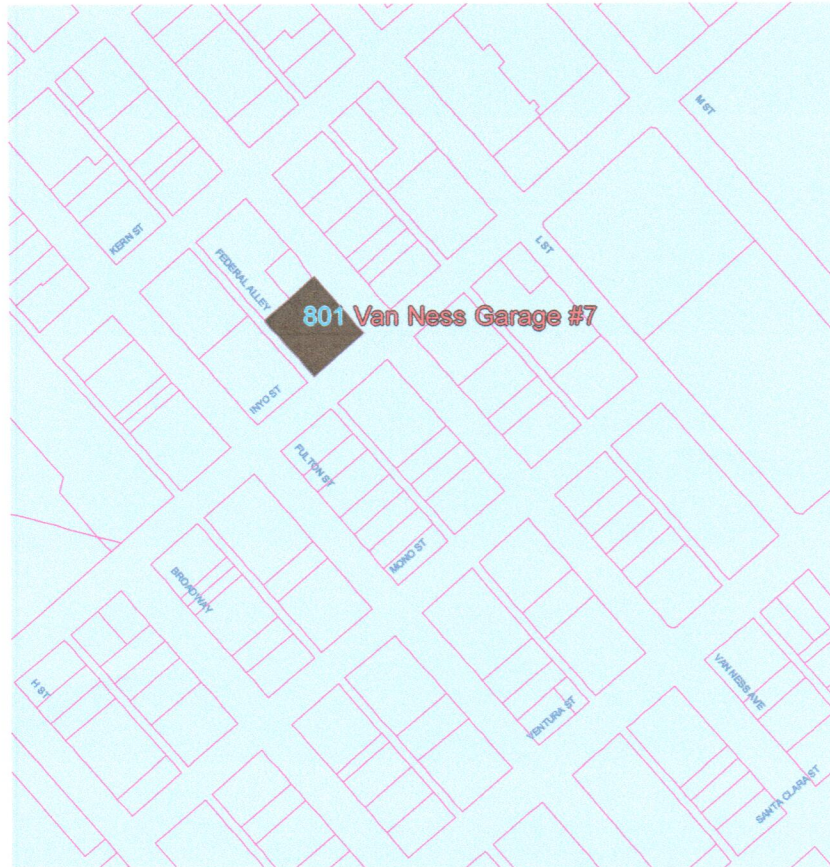 M ST
KERN ST
L ST
FEDERAL ALLEY
801 Van Ness Garage #7
INYO ST
FULTON ST
MONO ST
BROADWAY
H ST
VAN NESS AVE
VENTURA ST
SANTA CLARA ST